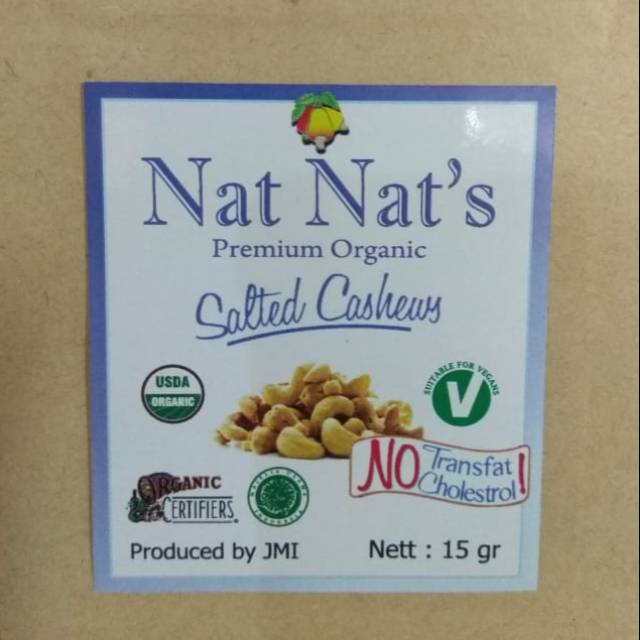 Nat Nat's
Premium Organic
Salted Cashews
USDA
ORGANIC
SUITABLE FOR VEGANS
V
NO Transfat
Cholestrol !
ORGANIC
CERTIFIERS
Produced by JMI
Nett : 15 gr